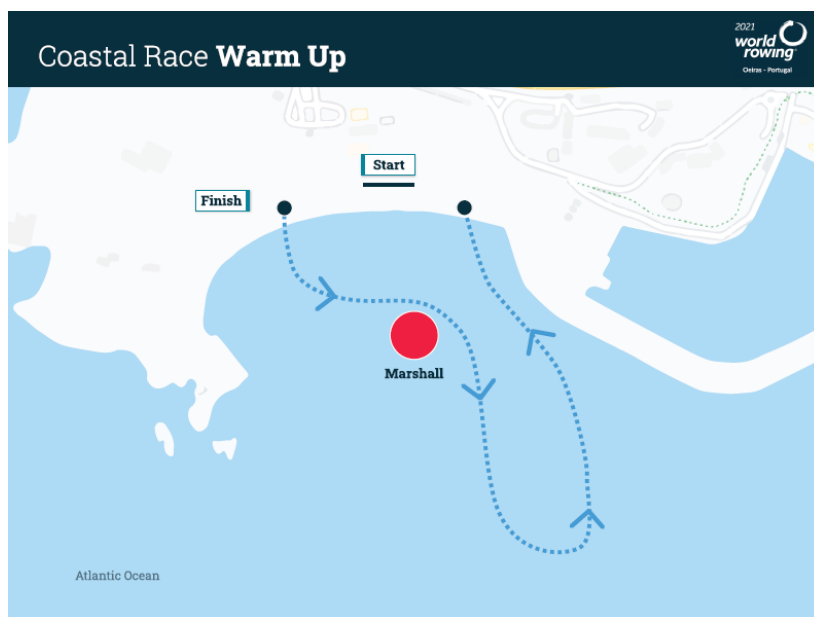 Coastal Race Warm Up
2021
world
rowing
Oeiras - Portugal
Start
Finish
Marshall
Atlantic Ocean